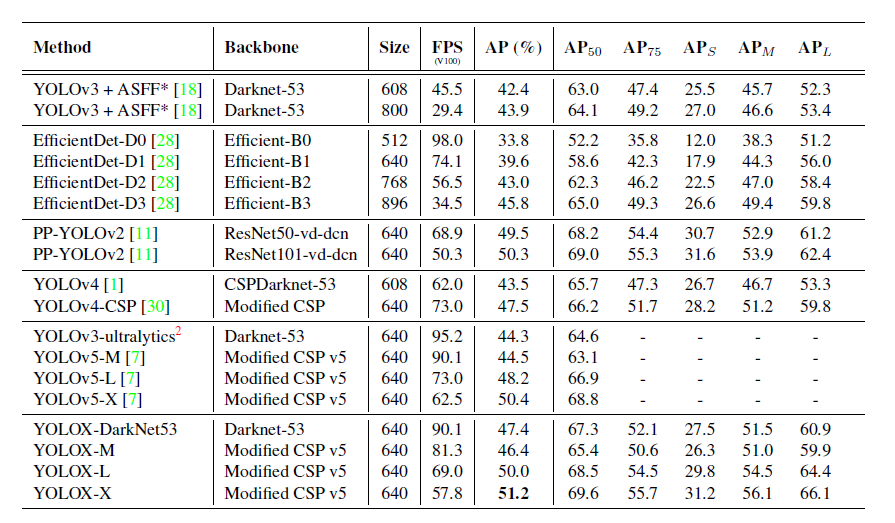 Method Backbone Size FPS (V100) AP (%) AP50 AP75 APS APM APL
YOLOv3 + ASFF* [18] Darknet-53 608 45.5 42.4 63.0 47.4 25.5 45.7 52.3
YOLOv3 + ASFF* [18] Darknet-53 800 29.4 43.9 64.1 49.2 27.0 46.6 53.4
EfficientDet-D0 [28] Efficient-B0 512 98.0 33.8 52.2 35.8 12.0 38.3 51.2
EfficientDet-D1 [28] Efficient-B1 640 74.1 39.6 58.6 42.3 17.9 44.3 56.0
EfficientDet-D2 [28] Efficient-B2 768 56.5 43.0 62.3 46.2 22.5 47.0 58.4
EfficientDet-D3 [28] Efficient-B3 896 34.5 45.8 65.0 49.3 26.6 49.4 59.8
PP-YOLOv2 [11] ResNet50-vd-dcn 640 68.9 49.5 68.2 54.4 30.7 52.9 61.2
PP-YOLOv2 [11] ResNet101-vd-dcn 640 50.3 50.3 69.0 55.3 31.6 53.9 62.4
YOLOv4 [1] CSPDarknet-53 608 62.0 43.5 65.7 47.3 26.7 46.7 53.3
YOLOv4-CSP [30] Modified CSP 640 73.0 47.5 66.2 51.7 28.2 51.2 59.8
YOLOv3-ultralytics2 Darknet-53 640 95.2 44.3 64.6 - - - -
YOLOv5-M [7] Modified CSP v5 640 90.1 44.5 63.1 - - - -
YOLOv5-L [7] Modified CSP v5 640 73.0 48.2 66.9 - - - -
YOLOv5-X [7] Modified CSP v5 640 62.5 50.4 68.8 - - - -
YOLOX-DarkNet53 Darknet-53 640 90.1 47.4 67.3 52.1 27.5 51.5 60.9
YOLOX-M Modified CSP v5 640 81.3 46.4 65.4 50.6 26.3 51.0 59.9
YOLOX-L Modified CSP v5 640 69.0 50.0 68.5 54.5 29.8 54.5 64.4
YOLOX-X Modified CSP v5 640 57.8 51.2 69.6 55.7 31.2 56.1 66.1